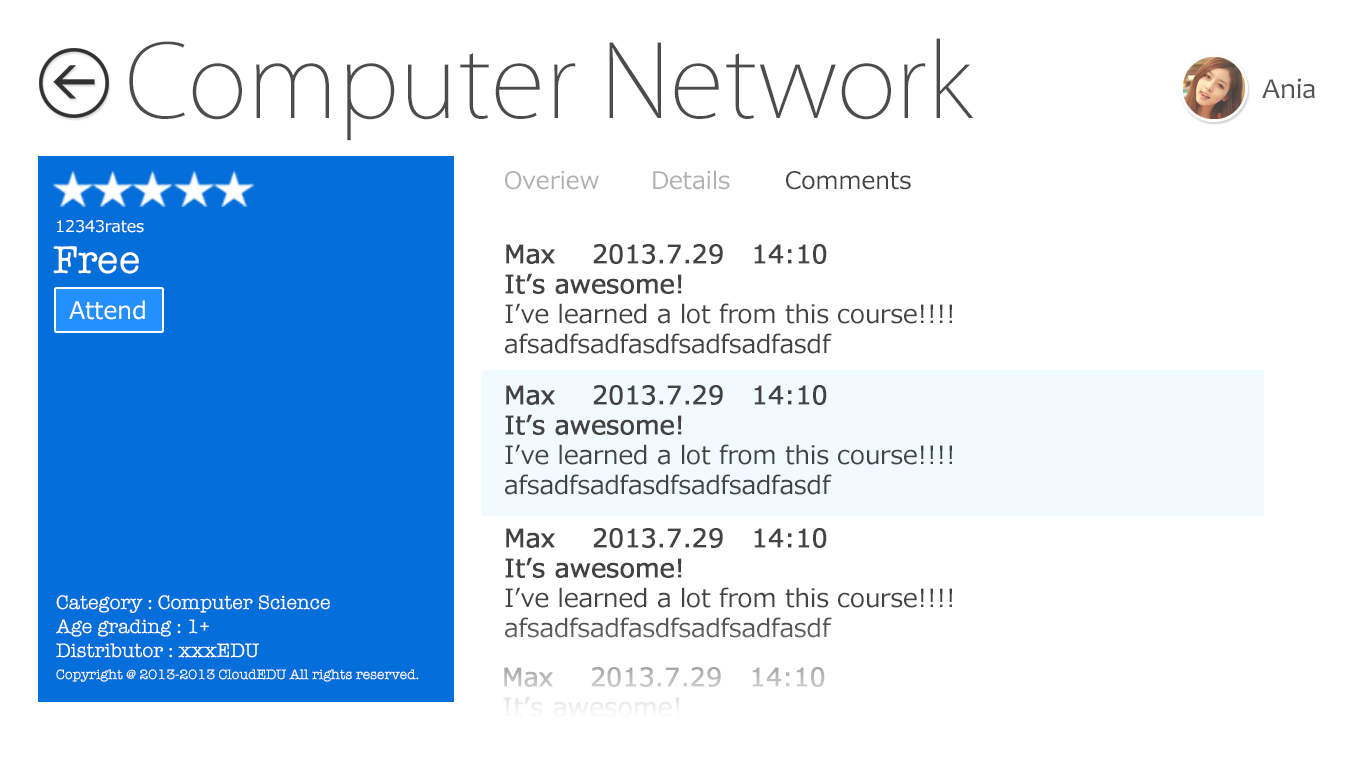 Computer Network
Ania
★★★★★
12343rates
Free
Attend
Category : Computer Science
Age grading : 1+
Distributor : xxxEDU
Copyright @ 2013-2013 CloudEDU All rights reserved.
Overiew Details Comments
Max 2013.7.29 14:10
It's awesome!
I've learned a lot from this course!!!!
afsadfsadfasdfsadfsadfasdf
Max 2013.7.29 14:10
It's awesome!
I've learned a lot from this course!!!!
afsadfsadfasdfsadfsadfasdf
Max 2013.7.29 14:10
It's awesome!
I've learned a lot from this course!!!!
afsadfsadfasdfsadfsadfasdf
Max 2013.7.29 14:10
It's awesome!